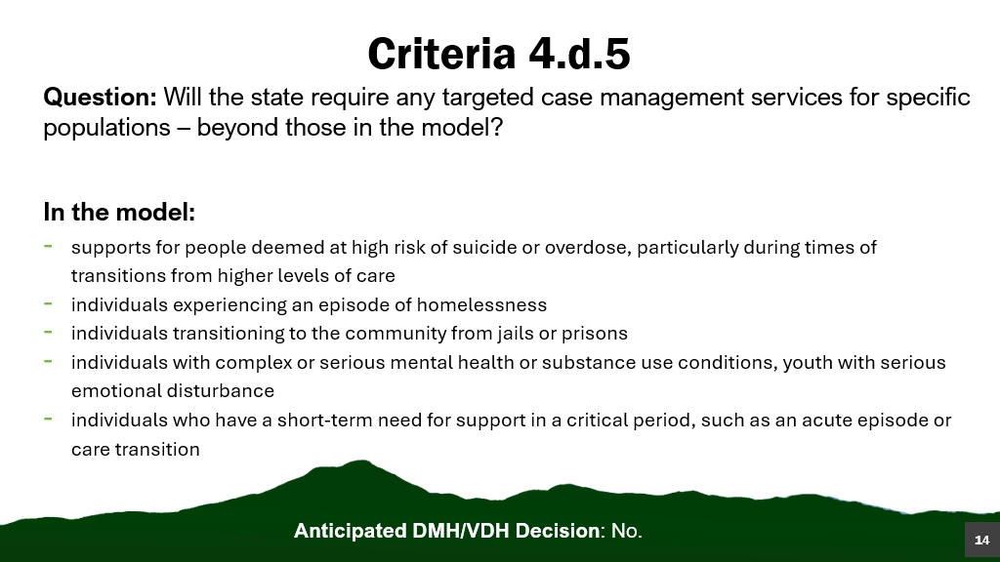 Criteria 4.d.5
Question: Will the state require any targeted case management services for specific
populations – beyond those in the model?
In the model:
- supports for people deemed at high risk of suicide or overdose, particularly during times of
transitions from higher levels of care
- individuals experiencing an episode of homelessness
- individuals transitioning to the community from jails or prisons
- individuals with complex or serious mental health or substance use conditions, youth with serious
emotional disturbance
- individuals who have a short-term need for support in a critical period, such as an acute episode or
care transition
Anticipated DMH/VDH Decision: No.
14